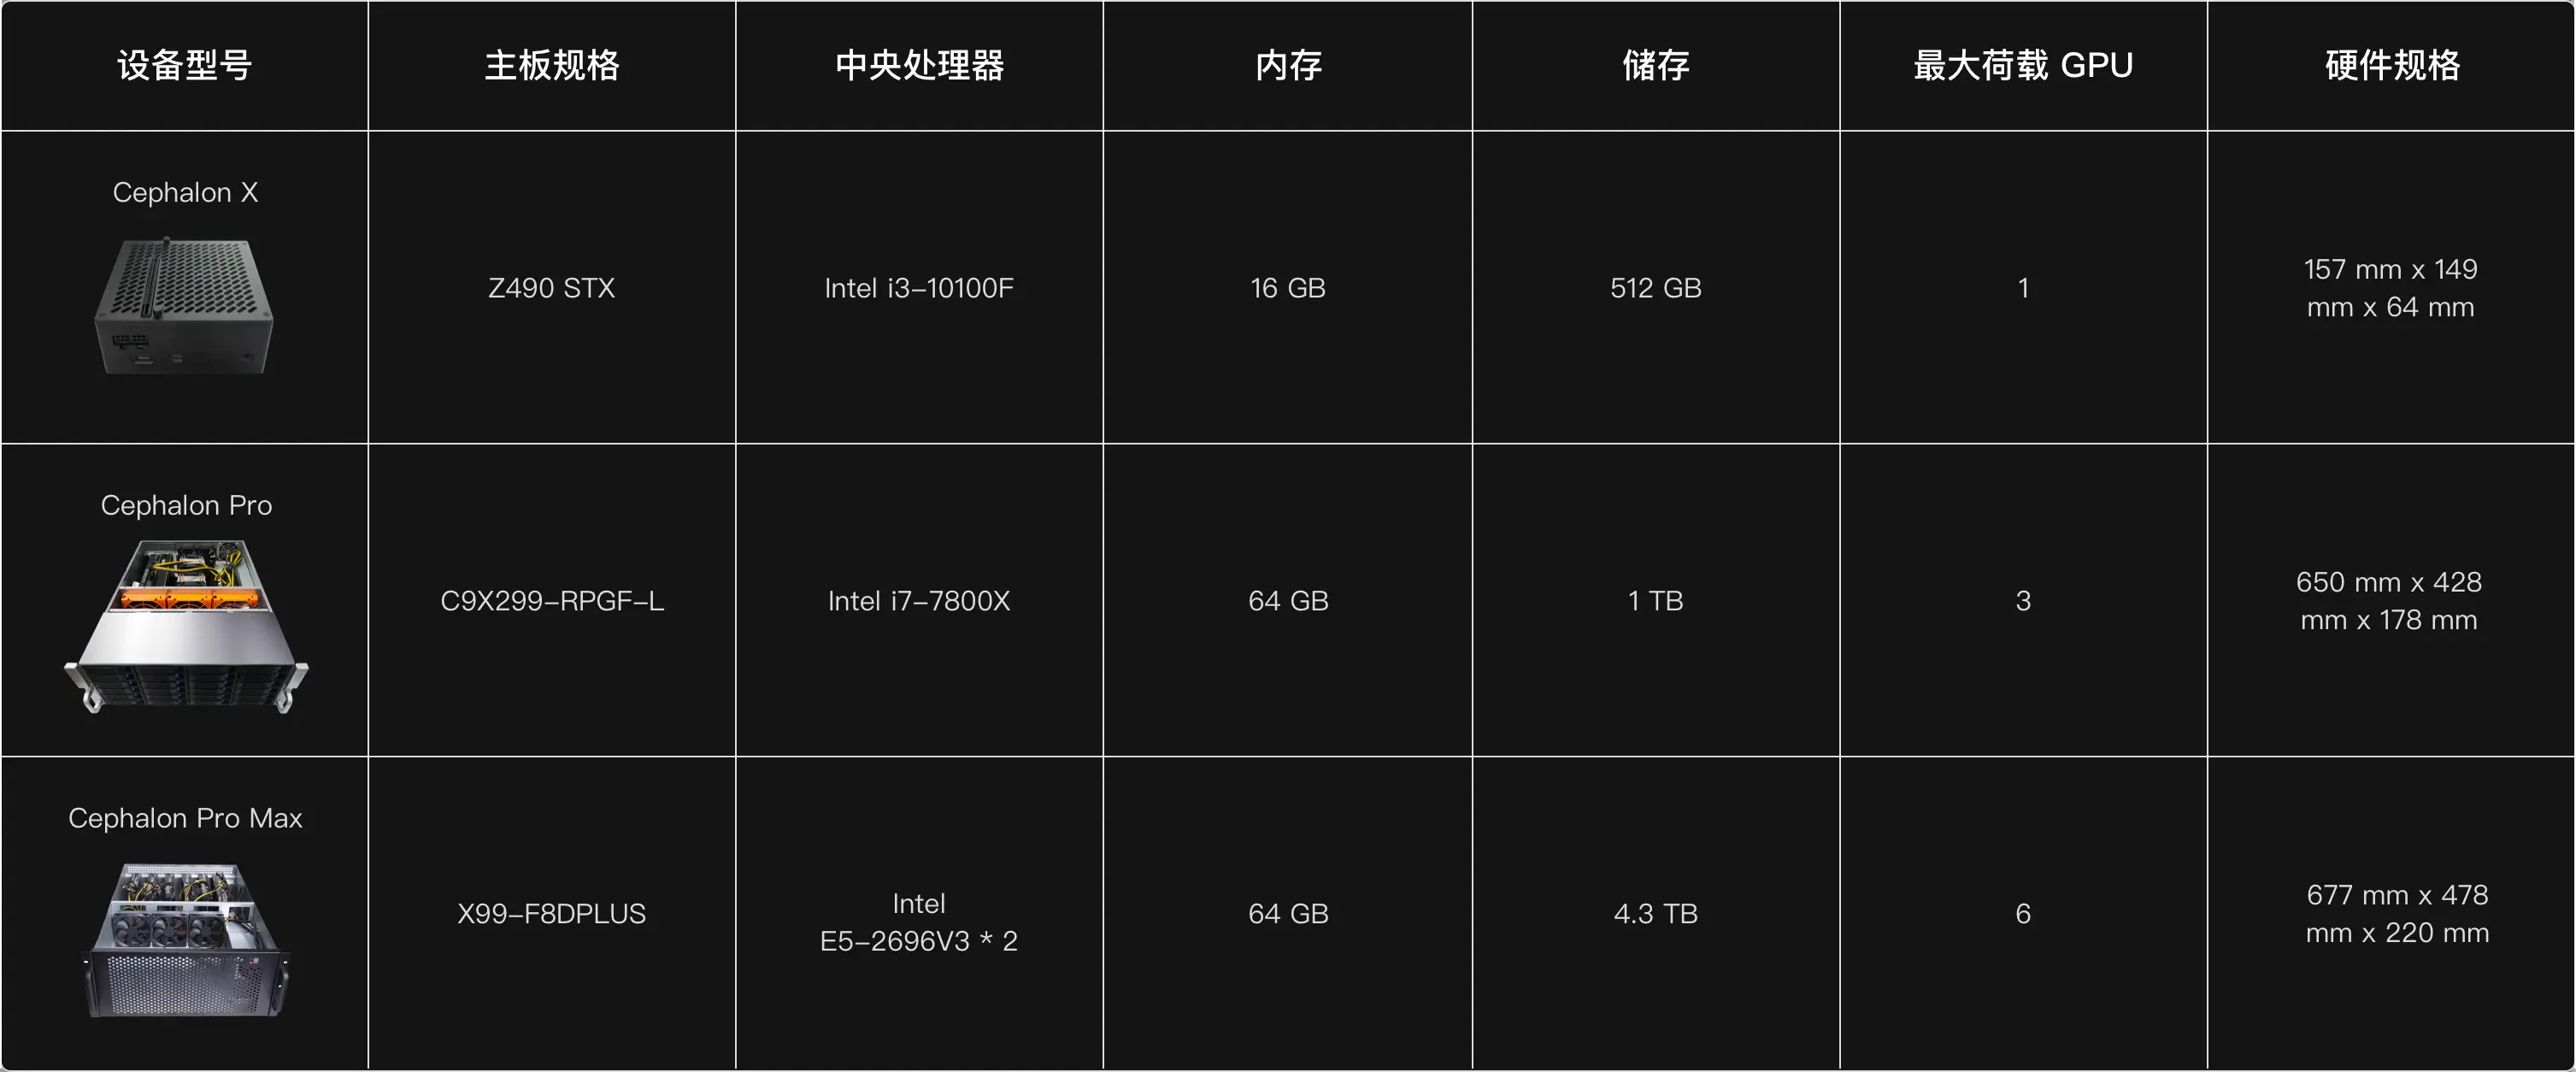 设备型号
主板规格
中央处理器
内存
储存
最大荷载 GPU
硬件规格
Cephalon X
Z490 STX
Intel i3-10100F
16 GB
512 GB
1
157 mm x 149
mm x 64 mm
Cephalon Pro
C9X299-RPGF-L
Intel i7-7800X
64 GB
1 TB
3
650 mm x 428
mm x 178 mm
Cephalon Pro Max
X99-F8DPLUS
Intel
E5-2696V3 * 2
64 GB
4.3 TB
6
677 mm x 478
mm x 220 mm